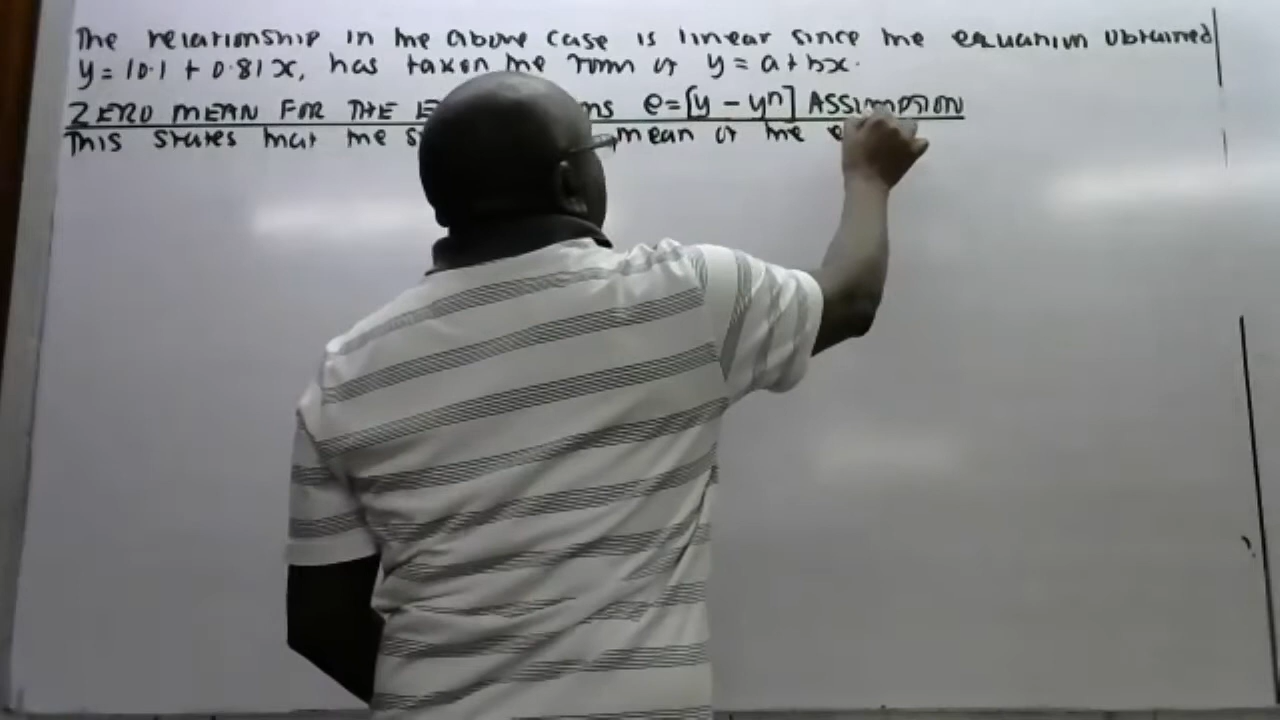 The relationship in the above case is linear since the equation obtained
y = 10.1 + 0.81x, has taken the form of y = a + bx.
ZERO MEAN FOR THE E ms e=[y - y^] ASSUMPTION
This states that the s mean of the e